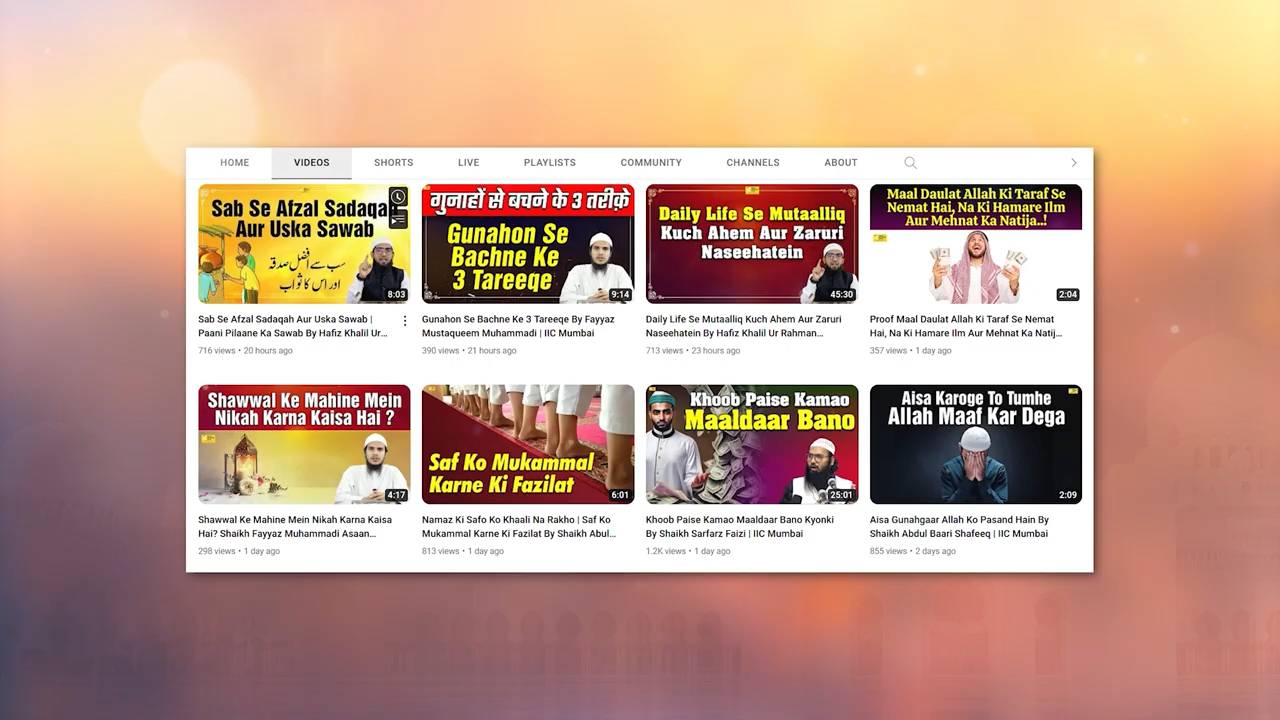 HOME VIDEOS SHORTS LIVE PLAYLISTS COMMUNITY CHANNELS ABOUT
Sab Se Afzal Sadaqah
Aur Uska Sawab
سب سے افضل صدقہ
اور اس کا ثواب
8:03
गुनाहों से बचने के 3 तरीक़े
Gunahon Se
Bachne Ke
3 Tareeqe
9:14
Daily Life Se Mutaalliq
Kuch Ahem Aur Zaruri
Naseehatein
45:30
Maal Daulat Allah Ki Taraf Se
Nemat Hai, Na Ki Hamare Ilm
Aur Mehnat Ka Natija..!
2:04
Sab Se Afzal Sadaqah Aur Uska Sawab |
Paani Pilaane Ka Sawab By Hafiz Khalil Ur...
716 views • 20 hours ago
Gunahon Se Bachne Ke 3 Tareeqe By Fayyaz
Mustaqueem Muhammadi | IIC Mumbai
390 views • 21 hours ago
Daily Life Se Mutaalliq Kuch Ahem Aur Zaruri
Naseehatein By Hafiz Khalil Ur Rahman...
713 views • 23 hours ago
Proof Maal Daulat Allah Ki Taraf Se Nemat
Hai, Na Ki Hamare Ilm Aur Mehnat Ka Natij...
357 views • 1 day ago
Shawwal Ke Mahine Mein
Nikah Karna Kaisa Hai ?
4:17
Saf Ko Mukammal
Karne Ki Fazilat
6:01
Khoob Paise Kamao
Maaldaar Bano
25:01
Aisa Karoge To Tumhe
Allah Maaf Kar Dega
2:09
Shawwal Ke Mahine Mein Nikah Karna Kaisa
Hai? Shaikh Fayyaz Muhammadi Asaan...
298 views • 1 day ago
Namaz Ki Safo Ko Khaali Na Rakho | Saf Ko
Mukammal Karne Ki Fazilat By Shaikh Abul...
813 views • 1 day ago
Khoob Paise Kamao Maaldaar Bano Kyonki
By Shaikh Sarfarz Faizi | IIC Mumbai
1.2K views • 1 day ago
Aisa Gunahgaar Allah Ko Pasand Hain By
Shaikh Abdul Baari Shafeeq | IIC Mumbai
855 views • 2 days ago